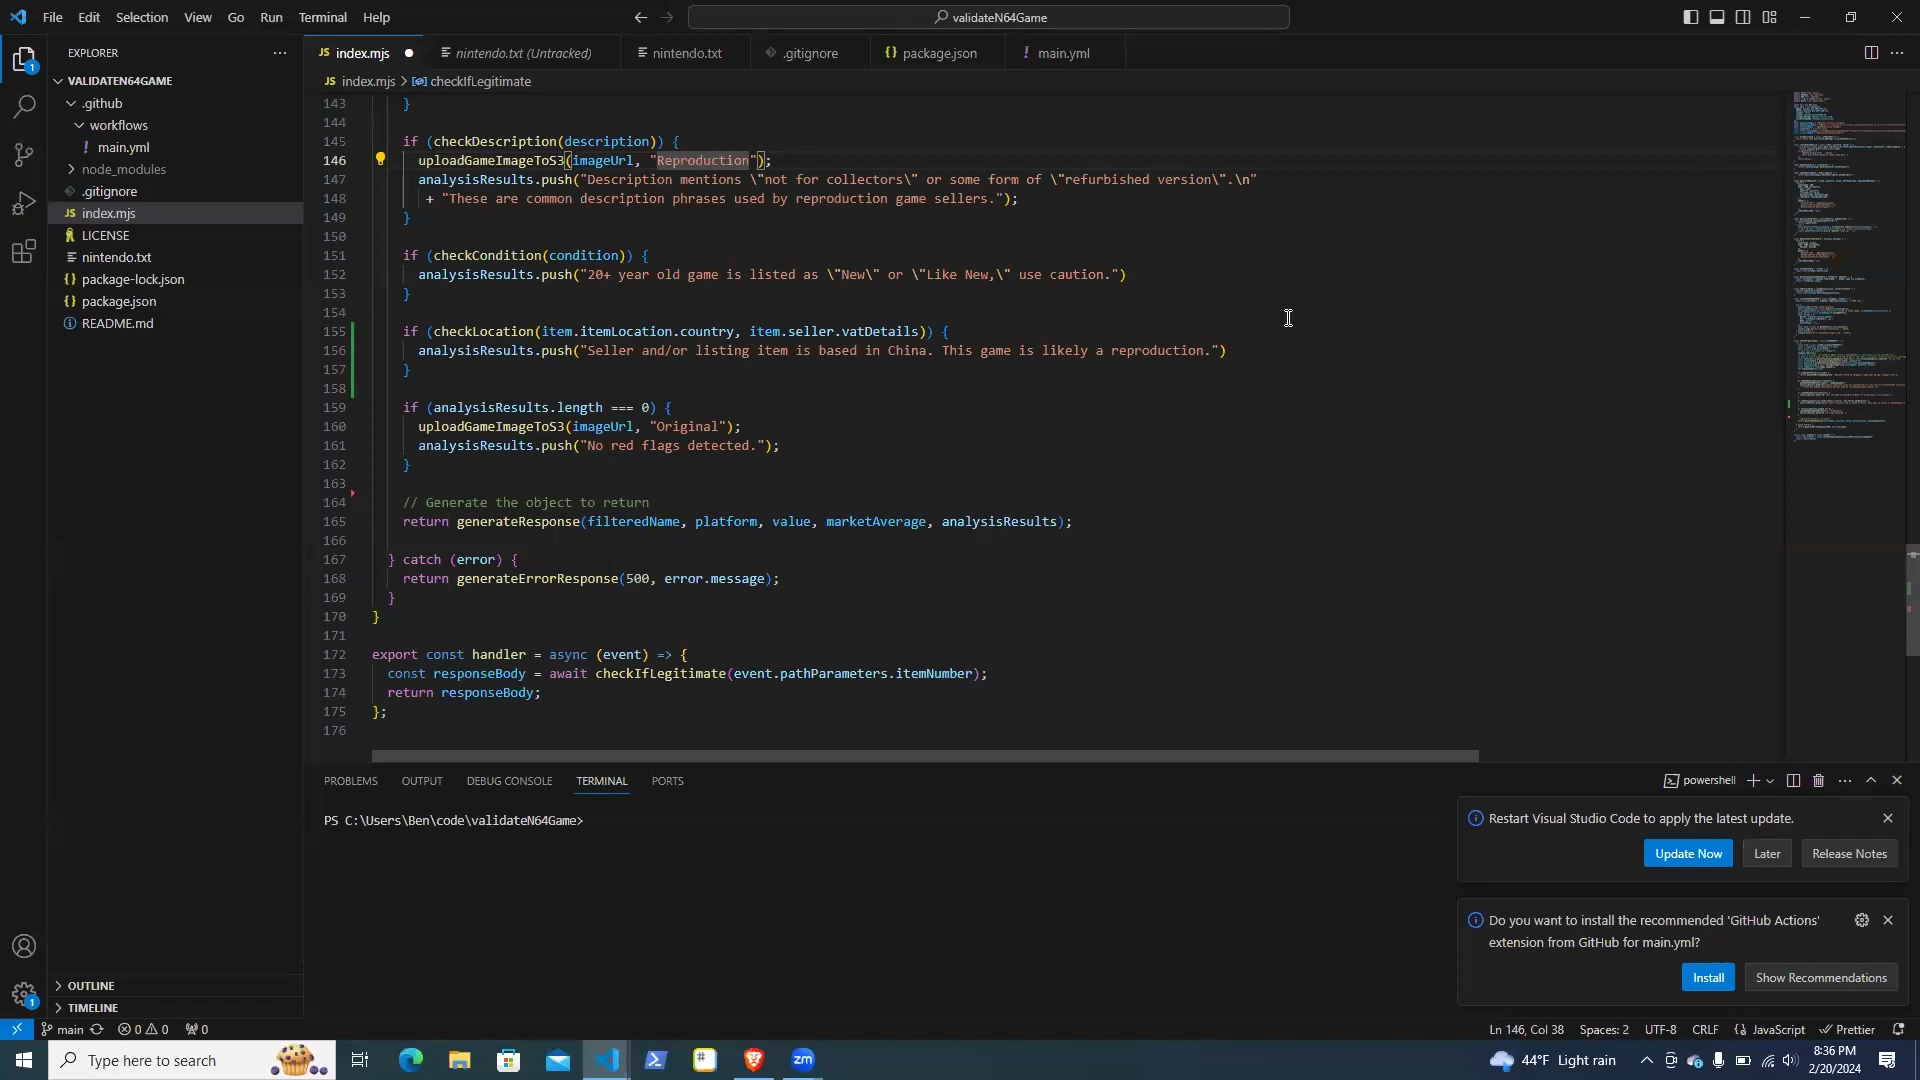 File Edit Selection View Go Run Terminal Help
validateN64Game
EXPLORER
VALIDATEN64GAME
.github
workflows
! main.yml
node_modules
.gitignore
JS index.mjs
LICENSE
nintendo.txt
{} package-lock.json
{} package.json
README.md
OUTLINE
TIMELINE
JS index.mjs
nintendo.txt (Untracked)
nintendo.txt
.gitignore
{} package.json
! main.yml
JS index.mjs > checkIfLegitimate
143 }
144
145 if (checkDescription(description)) {
146 uploadGameImageToS3(imageUrl, "Reproduction");
147 analysisResults.push("Description mentions \"not for collectors\" or some form of \"refurbished version\".\n"
148 + "These are common description phrases used by reproduction game sellers.");
149 }
150
151 if (checkCondition(condition)) {
152 analysisResults.push("20+ year old game is listed as \"New\" or \"Like New,\" use caution.")
153 }
154
155 if (checkLocation(item.itemLocation.country, item.seller.vatDetails)) {
156 analysisResults.push("Seller and/or listing item is based in China. This game is likely a reproduction.")
157 }
158
159 if (analysisResults.length === 0) {
160 uploadGameImageToS3(imageUrl, "Original");
161 analysisResults.push("No red flags detected.");
162 }
163
164 // Generate the object to return
165 return generateResponse(filteredName, platform, value, marketAverage, analysisResults);
166
167 } catch (error) {
168 return generateErrorResponse(500, error.message);
169 }
170 }
171
172 export const handler = async (event) => {
173 const responseBody = await checkIfLegitimate(event.pathParameters.itemNumber);
174 return responseBody;
175 };
176
PROBLEMS OUTPUT DEBUG CONSOLE TERMINAL PORTS
powershell
PS C:\Users\Ben\code\validateN64Game>
Restart Visual Studio Code to apply the latest update.
Update Now Later Release Notes
Do you want to install the recommended 'GitHub Actions'
extension from GitHub for main.yml?
Install Show Recommendations
main 0 0 0
Ln 146, Col 38 Spaces: 2 UTF-8 CRLF {} JavaScript Prettier
Type here to search
zm
44°F Light rain
8:36 PM
2/20/2024